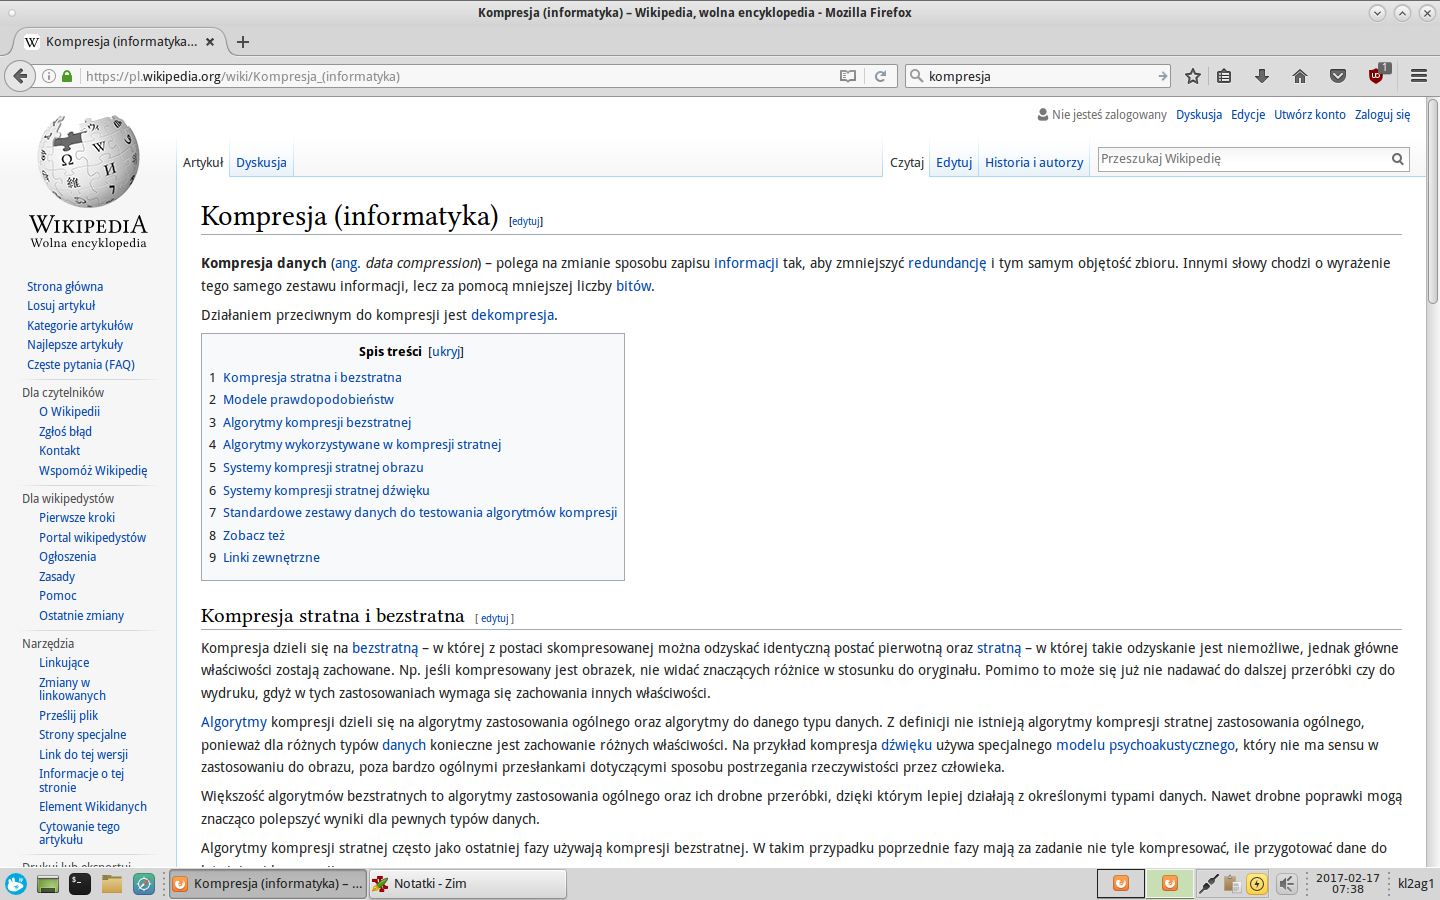 Kompresja (informatyka) – Wikipedia, wolna encyklopedia - Mozilla Firefox
Kompresja (informatyka...
https://pl.wikipedia.org/wiki/Kompresja_(informatyka)
kompresja
1
Nie jesteś zalogowany Dyskusja Edycje Utwórz konto Zaloguj się
Artykuł Dyskusja
Czytaj Edytuj Historia i autorzy
Przeszukaj Wikipedię
WIKIPEDIA
Wolna encyklopedia
Strona główna
Losuj artykuł
Kategorie artykułów
Najlepsze artykuły
Częste pytania (FAQ)
Dla czytelników
O Wikipedii
Zgłoś błąd
Kontakt
Wspomóż Wikipedię
Dla wikipedystów
Pierwsze kroki
Portal wikipedystów
Ogłoszenia
Zasady
Pomoc
Ostatnie zmiany
Narzędzia
Linkujące
Zmiany w
linkowanych
Prześlij plik
Strony specjalne
Link do tej wersji
Informacje o tej
stronie
Element Wikidanych
Cytowanie tego
artykułu
Drukuj lub eksportuj
Kompresja (informatyka) [edytuj]
Kompresja danych (ang. data compression) – polega na zmianie sposobu zapisu informacji tak, aby zmniejszyć redundancję i tym samym objętość zbioru. Innymi słowy chodzi o wyrażenie
tego samego zestawu informacji, lecz za pomocą mniejszej liczby bitów.
Działaniem przeciwnym do kompresji jest dekompresja.
Spis treści [ukryj]
1 Kompresja stratna i bezstratna
2 Modele prawdopodobieństw
3 Algorytmy kompresji bezstratnej
4 Algorytmy wykorzystywane w kompresji stratnej
5 Systemy kompresji stratnej obrazu
6 Systemy kompresji stratnej dźwięku
7 Standardowe zestawy danych do testowania algorytmów kompresji
8 Zobacz też
9 Linki zewnętrzne
Kompresja stratna i bezstratna [ edytuj ]
Kompresja dzieli się na bezstratną – w której z postaci skompresowanej można odzyskać identyczną postać pierwotną oraz stratną – w której takie odzyskanie jest niemożliwe, jednak główne
właściwości zostają zachowane. Np. jeśli kompresowany jest obrazek, nie widać znaczących różnice w stosunku do oryginału. Pomimo to może się już nie nadawać do dalszej przeróbki czy do
wydruku, gdyż w tych zastosowaniach wymaga się zachowania innych właściwości.
Algorytmy kompresji dzieli się na algorytmy zastosowania ogólnego oraz algorytmy do danego typu danych. Z definicji nie istnieją algorytmy kompresji stratnej zastosowania ogólnego,
ponieważ dla różnych typów danych konieczne jest zachowanie różnych właściwości. Na przykład kompresja dźwięku używa specjalnego modelu psychoakustycznego, który nie ma sensu w
zastosowaniu do obrazu, poza bardzo ogólnymi przesłankami dotyczącymi sposobu postrzegania rzeczywistości przez człowieka.
Większość algorytmów bezstratnych to algorytmy zastosowania ogólnego oraz ich drobne przeróbki, dzięki którym lepiej działają z określonymi typami danych. Nawet drobne poprawki mogą
znacząco polepszyć wyniki dla pewnych typów danych.
Algorytmy kompresji stratnej często jako ostatniej fazy używają kompresji bezstratnej. W takim przypadku poprzednie fazy mają za zadanie nie tyle kompresować, ile przygotować dane do
Kompresja (informatyka) – ...
Notatki - Zim
2017-02-17
07:38
kl2ag1